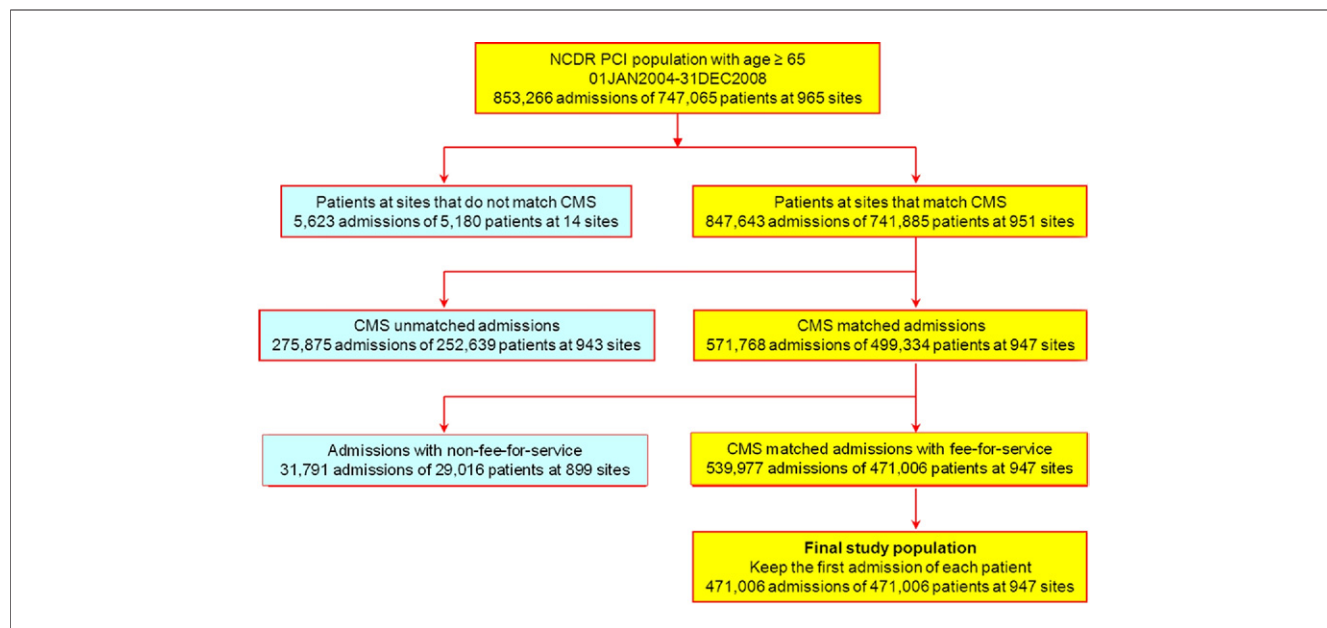 NCDR PCI population with age ≥ 65
01JAN2004-31DEC2008
853,266 admissions of 747,065 patients at 965 sites
Patients at sites that do not match CMS
5,623 admissions of 5,180 patients at 14 sites
Patients at sites that match CMS
847,643 admissions of 741,885 patients at 951 sites
CMS unmatched admissions
275,875 admissions of 252,639 patients at 943 sites
CMS matched admissions
571,768 admissions of 499,334 patients at 947 sites
Admissions with non-fee-for-service
31,791 admissions of 29,016 patients at 899 sites
CMS matched admissions with fee-for-service
539,977 admissions of 471,006 patients at 947 sites
Final study population
Keep the first admission of each patient
471,006 admissions of 471,006 patients at 947 sites